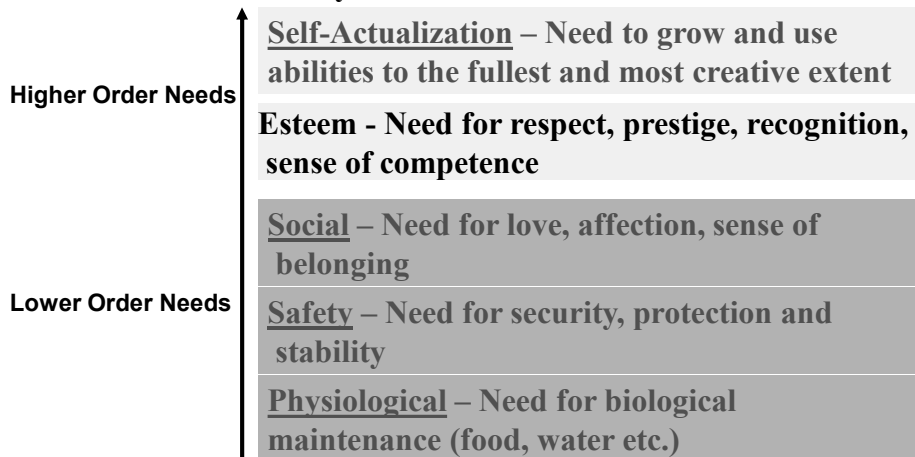 Self-Actualization – Need to grow and use
abilities to the fullest and most creative extent
Higher Order Needs
Esteem - Need for respect, prestige, recognition,
sense of competence
Social – Need for love, affection, sense of
belonging
Lower Order Needs
Safety – Need for security, protection and
stability
Physiological – Need for biological
maintenance (food, water etc.)